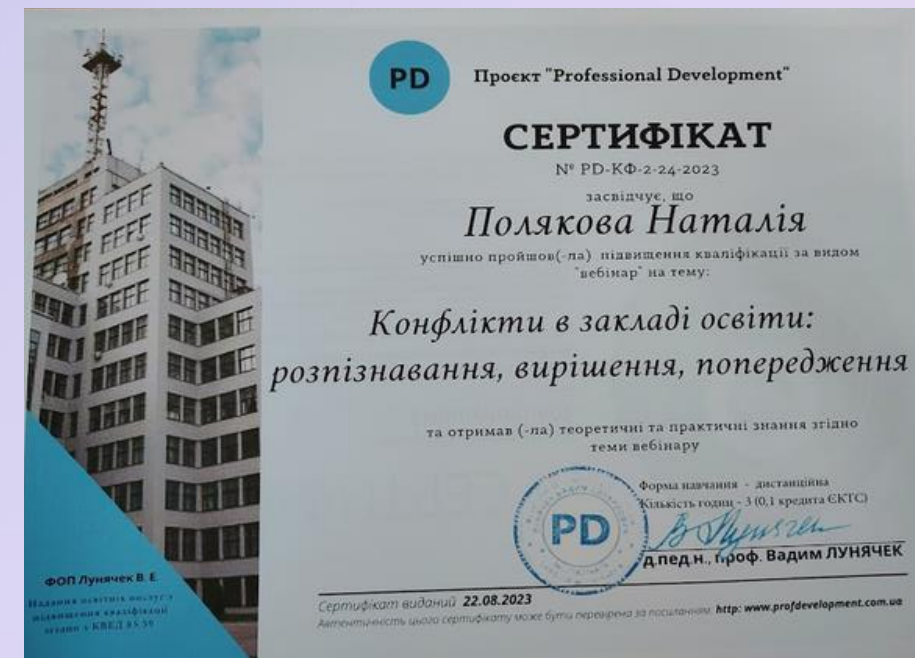 PD
Проєкт "Professional Development"
СЕРТИФІКАТ
№ PD-КФ-2-24-2023
засвідчує, що
Полякова Наталія
успішно пройшов(-ла) підвищення кваліфікації за видом
"вебінар" на тему:
Конфлікти в закладі освіти:
розпізнавання, вирішення, попередження
та отримав (-ла) теоретичні та практичні знання згідно
теми вебінару
Форма навчання - дистанційна
Кількість годин - 3 (0,1 кредита ЄКТС)
PD
д.пед.н., проф. Вадим ЛУНЯЧЕК
ФОП Лунячек В. Е.
Надання освітніх послуг з
підвищення кваліфікації
згідно з КВЕД 85.59
Сертифікат виданий 22.08.2023
Автентичність цього сертифікату може бути перевірена за посиланням: http: www.profdevelopment.com.ua